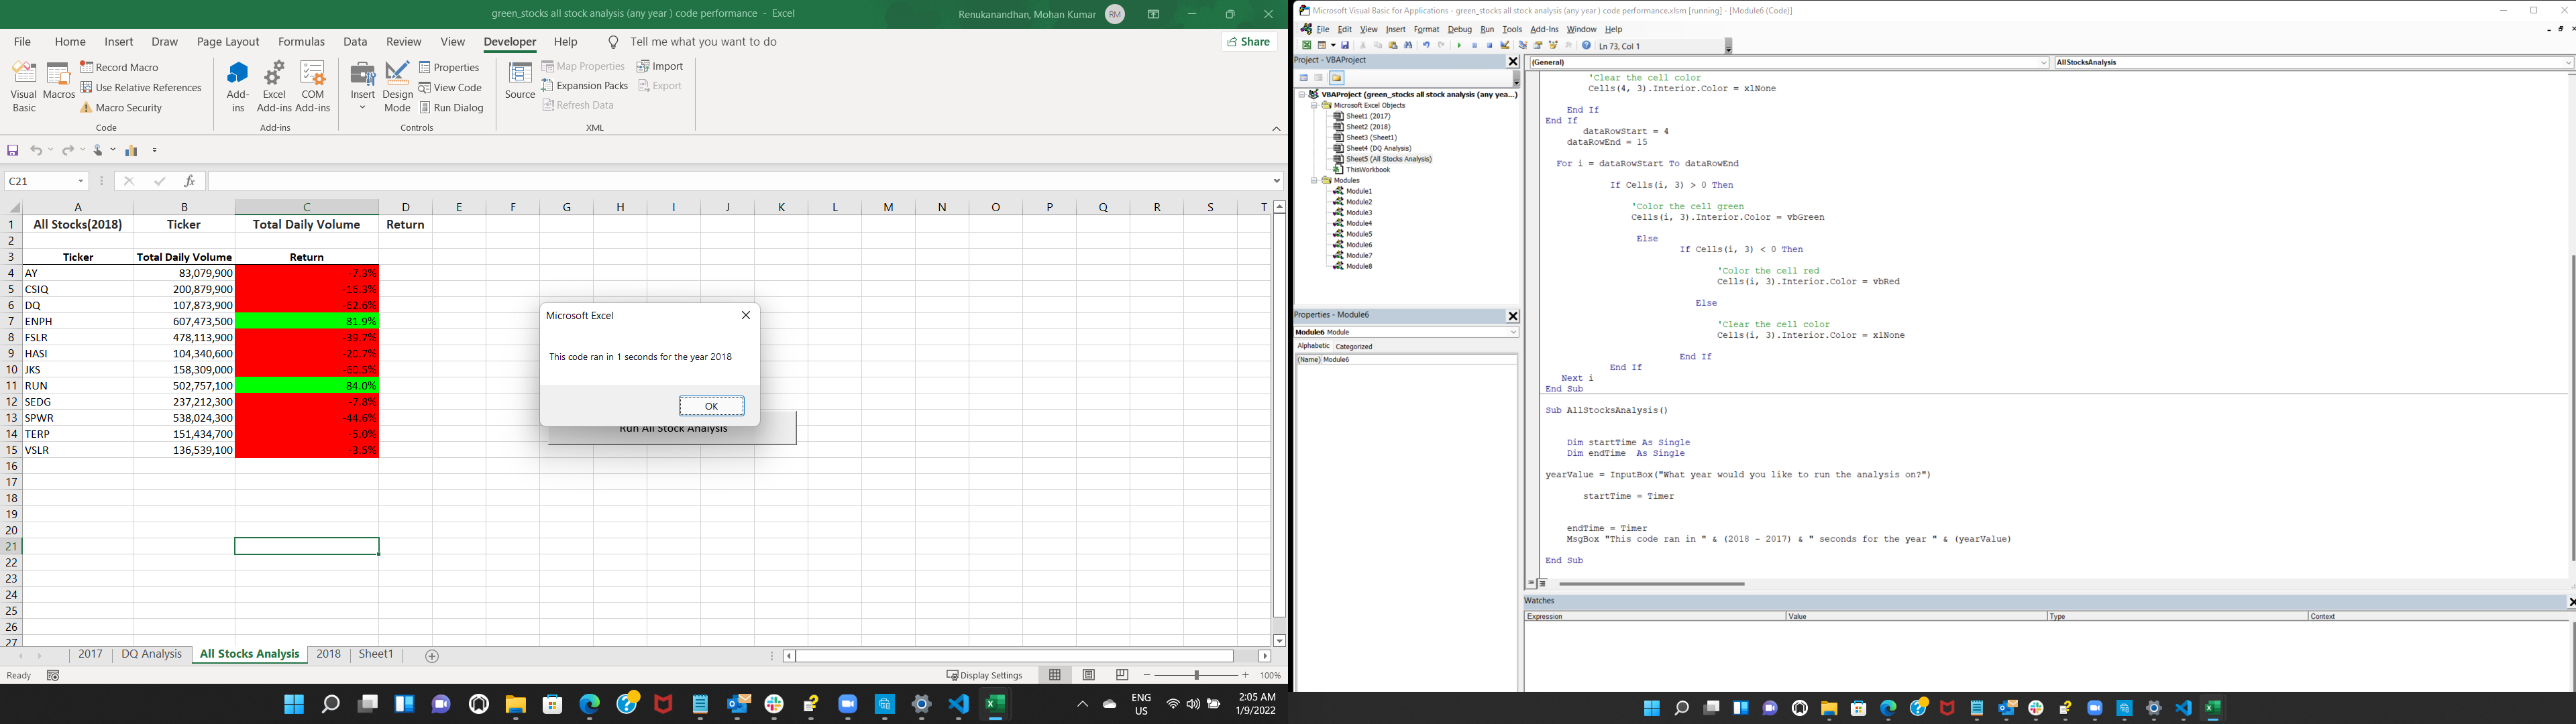 green_stocks all stock analysis (any year ) code performance - Excel
Renukanandhan, Mohan Kumar RM
File Home Insert Draw Page Layout Formulas Data Review View Developer Help Tell me what you want to do Share
Visual Basic
Macros
Record Macro
Use Relative References
Macro Security
Code
Add-ins
Excel Add-ins
COM Add-ins
Add-ins
Insert
Design Mode
Properties
View Code
Run Dialog
Controls
Source
Map Properties
Expansion Packs
Refresh Data
Import
Export
XML
C21 fx
A B C D E F G H I J K L M N O P Q R S T
1 All Stocks(2018) Ticker Total Daily Volume Return
2
3 Ticker Total Daily Volume Return
4 AY 83,079,900 -7.3%
5 CSIQ 200,879,900 -16.3%
6 DQ 107,873,900 -62.6%
7 ENPH 607,473,500 81.9%
8 FSLR 478,113,900 -39.7%
9 HASI 104,340,600 -20.7%
10 JKS 158,309,000 -60.5%
11 RUN 502,757,100 84.0%
12 SEDG 237,212,300 -7.8%
13 SPWR 538,024,300 -44.6%
14 TERP 151,434,700 -5.0%
15 VSLR 136,539,100 -3.5%
16
17
18
19
20
21
22
23
24
25
26
27
Microsoft Excel
This code ran in 1 seconds for the year 2018
OK
Run All Stock Analysis
2017 DQ Analysis All Stocks Analysis 2018 Sheet1
Ready Display Settings 100%
ENG US
2:05 AM
1/9/2022
Microsoft Visual Basic for Applications - green_stocks all stock analysis (any year ) code performance.xlsm [running] - [Module6 (Code)]
File Edit View Insert Format Debug Run Tools Add-Ins Window Help
Ln 73, Col 1
Project - VBAProject
VBAProject (green_stocks all stock analysis (any yea...)
Microsoft Excel Objects
Sheet1 (2017)
Sheet2 (2018)
Sheet3 (Sheet1)
Sheet4 (DQ Analysis)
Sheet5 (All Stocks Analysis)
ThisWorkbook
Modules
Module1
Module2
Module3
Module4
Module5
Module6
Module7
Module8
Properties - Module6
Module6 Module
Alphabetic Categorized
(Name) Module6
(General) AllStocksAnalysis
'Clear the cell color
Cells(4, 3).Interior.Color = xlNone
End If
End If
dataRowStart = 4
dataRowEnd = 15
For i = dataRowStart To dataRowEnd
If Cells(i, 3) > 0 Then
'Color the cell green
Cells(i, 3).Interior.Color = vbGreen
Else
If Cells(i, 3) < 0 Then
'Color the cell red
Cells(i, 3).Interior.Color = vbRed
Else
'Clear the cell color
Cells(i, 3).Interior.Color = xlNone
End If
End If
Next i
End Sub
Sub AllStocksAnalysis()
Dim startTime As Single
Dim endTime As Single
yearValue = InputBox("What year would you like to run the analysis on?")
startTime = Timer
endTime = Timer
MsgBox "This code ran in " & (2018 - 2017) & " seconds for the year " & (yearValue)
End Sub
Watches
Expression Value Type Context